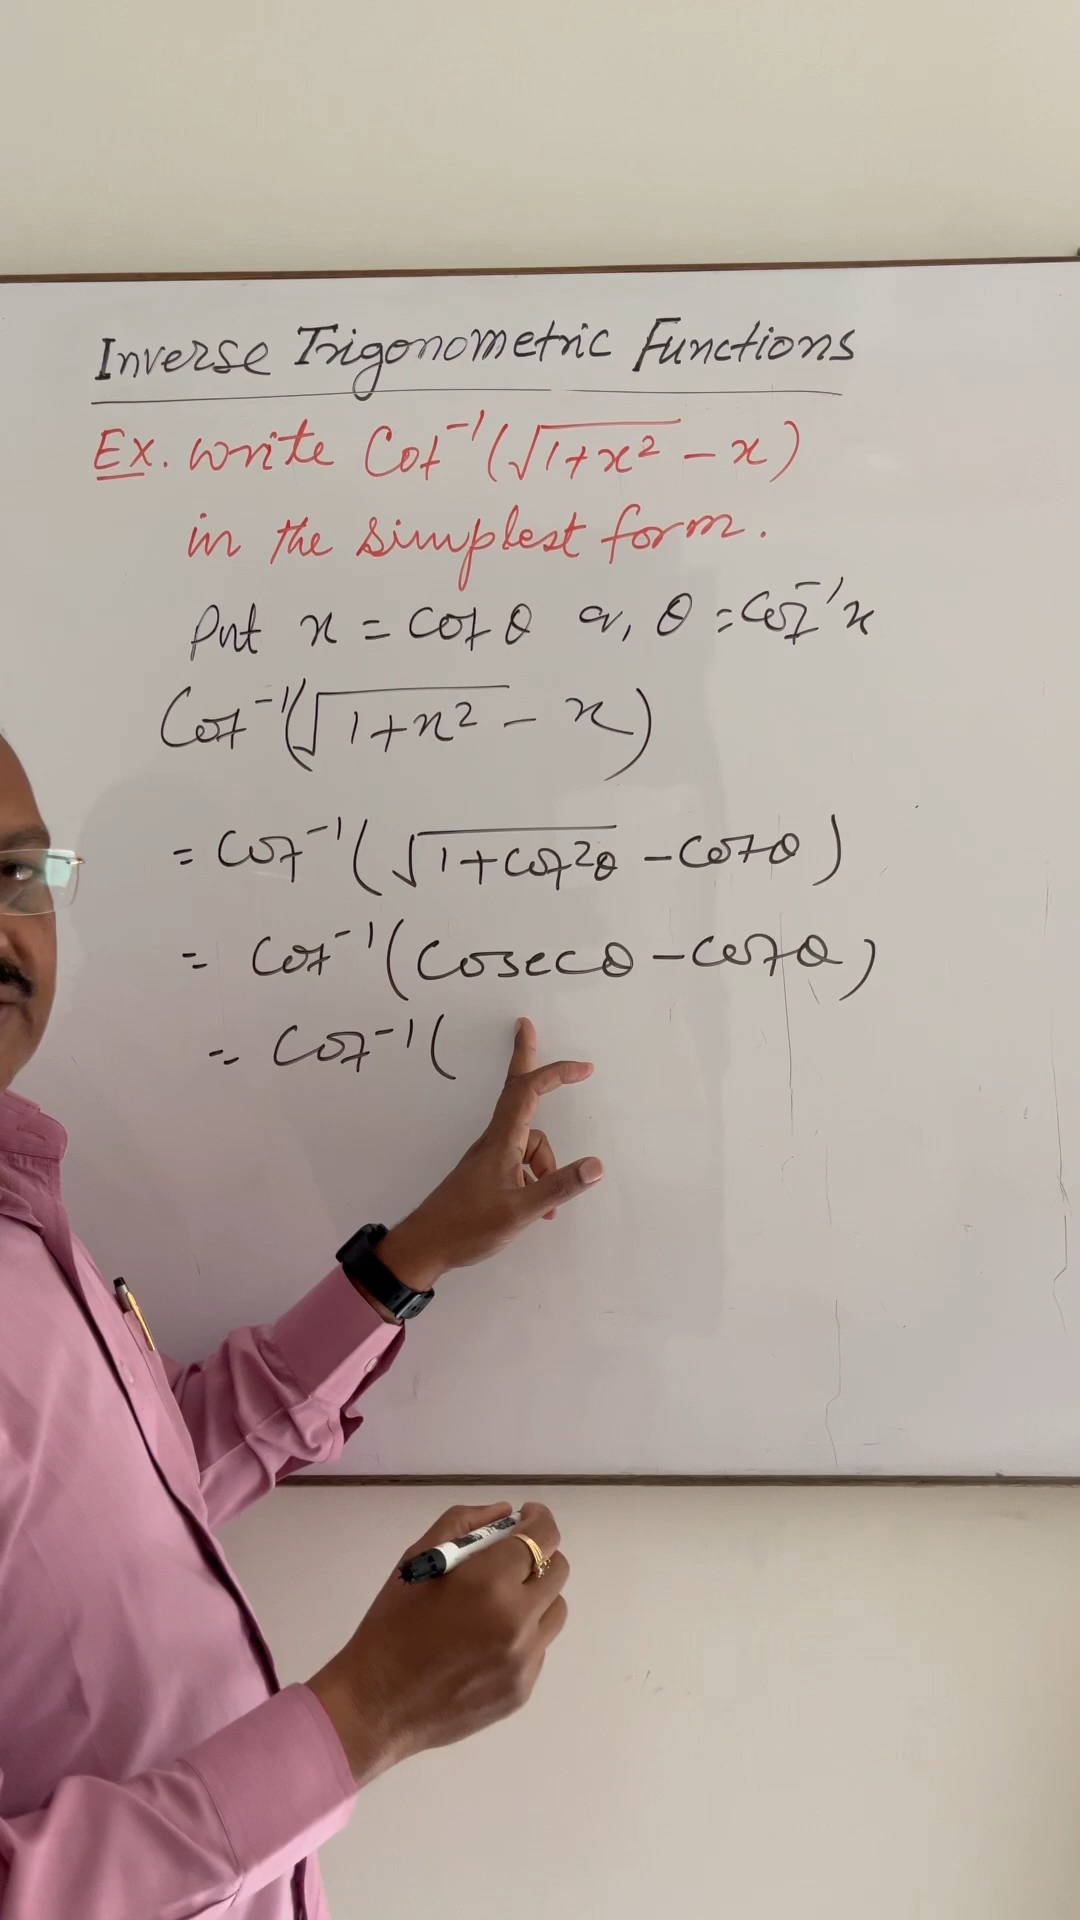 Inverse Trigonometric Functions
Ex. write Cot⁻¹(√1+x² - x)
in the simplest form.
Put x = cot θ or, θ = cot⁻¹x
Cot⁻¹(√1+x² - x)
= cot⁻¹(√1+cot²θ - cotθ)
= cot⁻¹(cosecθ - cotθ)
= cot⁻¹(